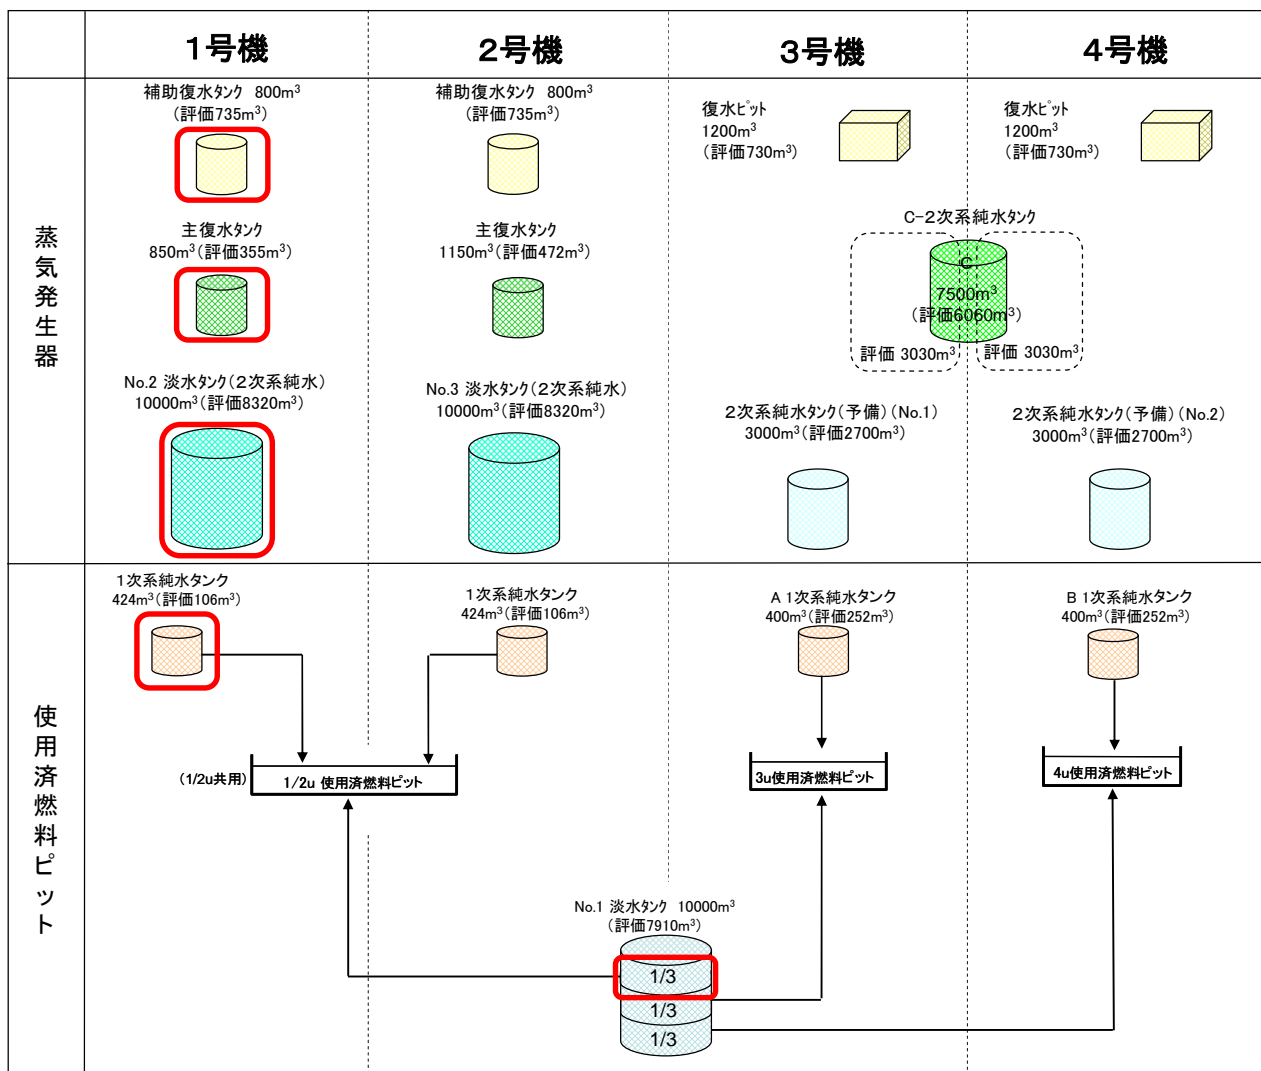 1号機
2号機
3号機
4号機
蒸気発生器
補助復水タンク 800m³
(評価735m³)
補助復水タンク 800m³
(評価735m³)
復水ピット
1200m³
(評価730m³)
復水ピット
1200m³
(評価730m³)
主復水タンク
850m³(評価355m³)
主復水タンク
1150m³(評価472m³)
C-2次系純水タンク
C
7500m³
(評価6060m³)
評価 3030m³
評価 3030m³
No.2 淡水タンク(2次系純水)
10000m³(評価8320m³)
No.3 淡水タンク(2次系純水)
10000m³(評価8320m³)
2次系純水タンク(予備)(No.1)
3000m³(評価2700m³)
2次系純水タンク(予備)(No.2)
3000m³(評価2700m³)
使用済燃料ピット
1次系純水タンク
424m³(評価106m³)
1次系純水タンク
424m³(評価106m³)
A 1次系純水タンク
400m³(評価252m³)
B 1次系純水タンク
400m³(評価252m³)
(1/2u共用)
1/2u 使用済燃料ピット
3u使用済燃料ピット
4u使用済燃料ピット
No.1 淡水タンク 10000m³
(評価7910m³)
1/3
1/3
1/3